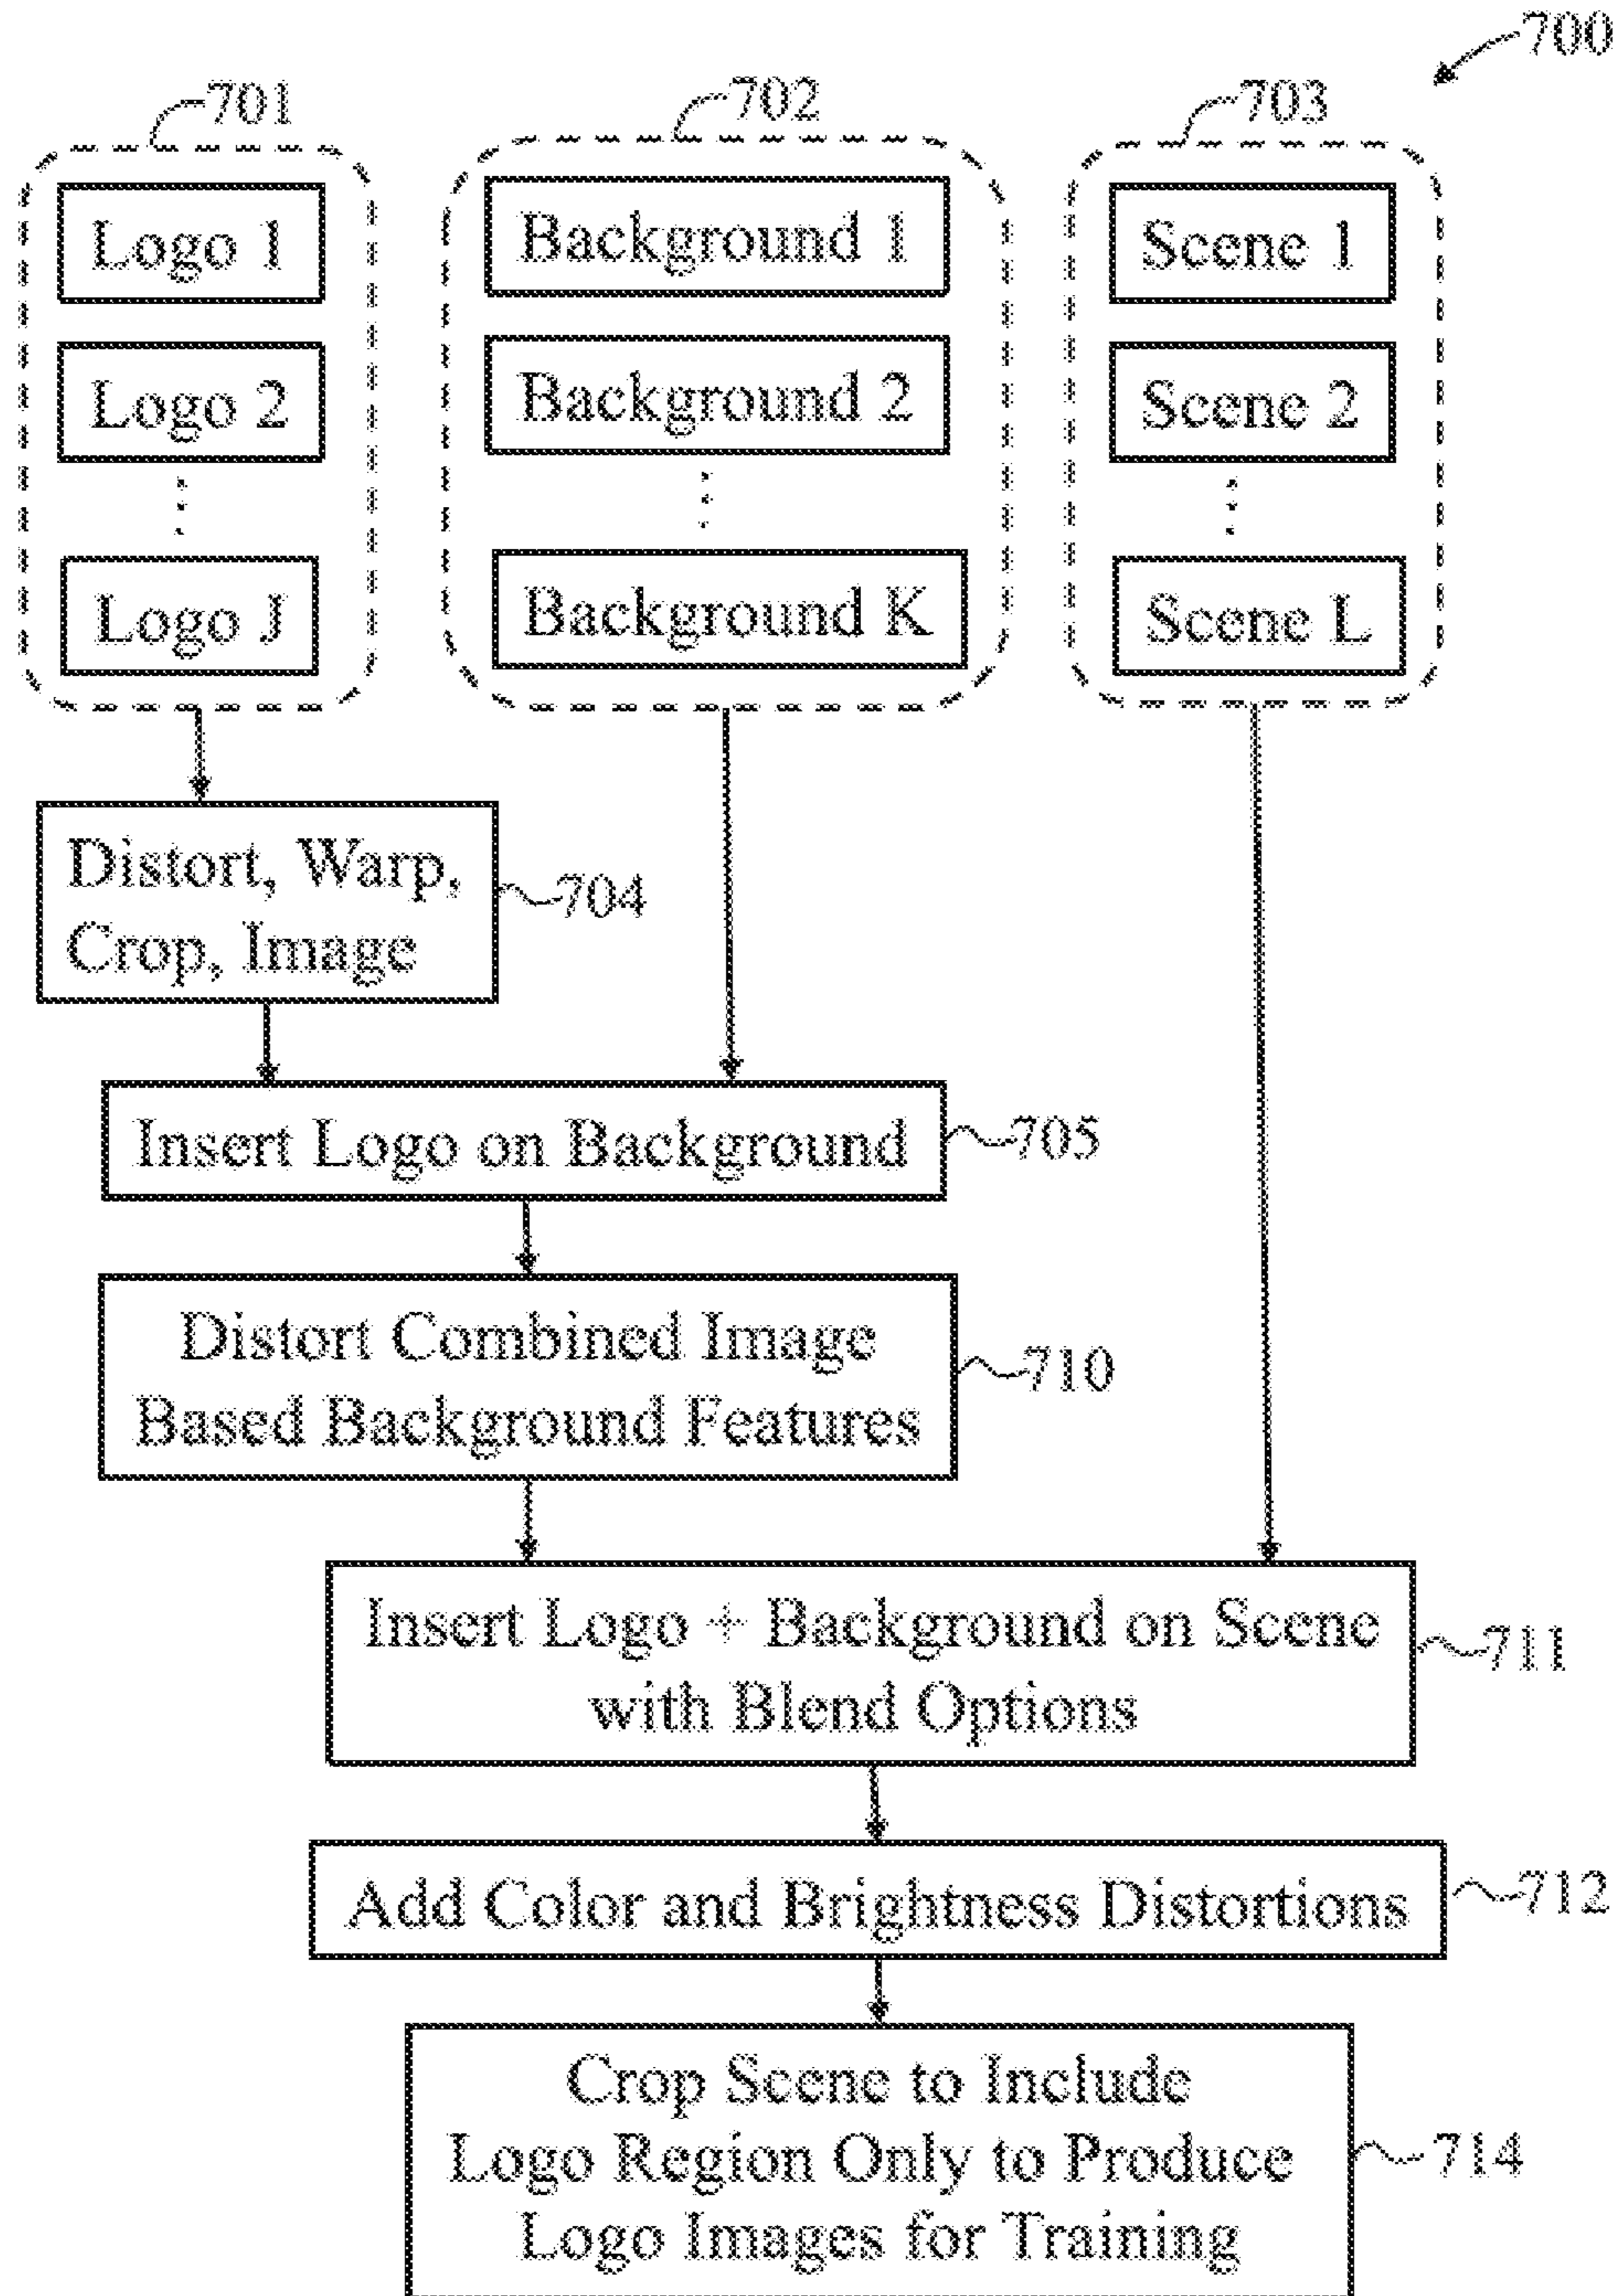 700
701
702
703
Logo 1
Background 1
Scene 1
Logo 2
Background 2
Scene 2
Logo J
Background K
Scene L
Distort, Warp,
Crop, Image
704
Insert Logo on Background
705
Distort Combined Image
Based Background Features
710
Insert Logo + Background on Scene
with Blend Options
711
Add Color and Brightness Distortions
712
Crop Scene to Include
Logo Region Only to Produce
Logo Images for Training
714